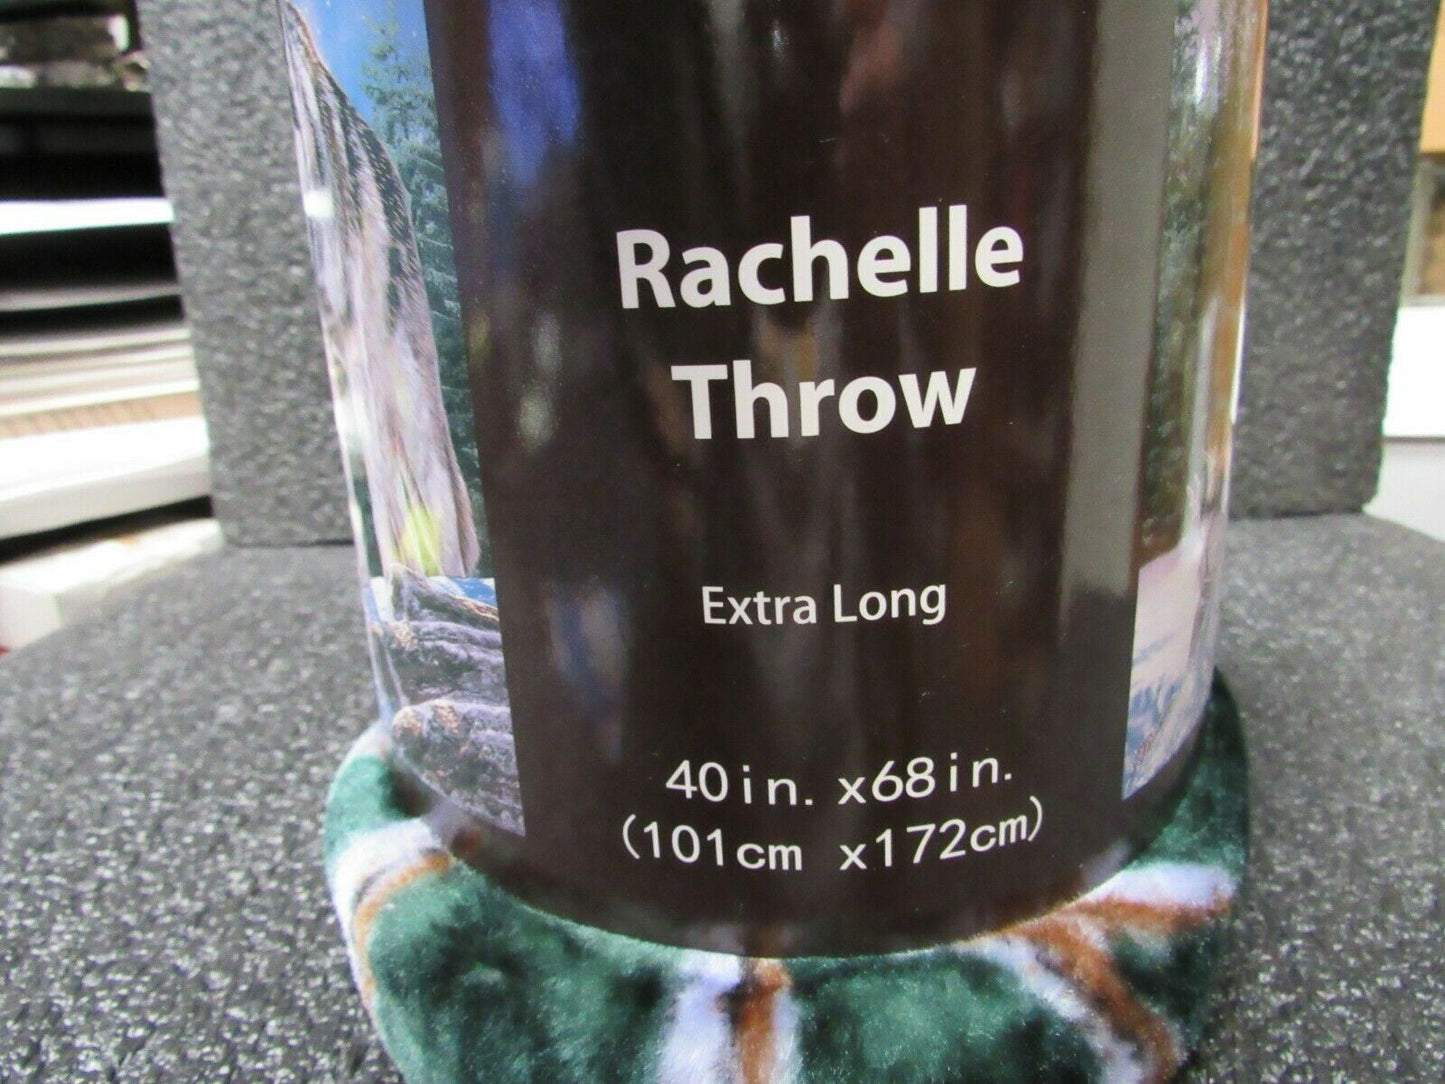 Rachelle
Throw
Extra Long
40in. x68in.
(101cm x172cm)